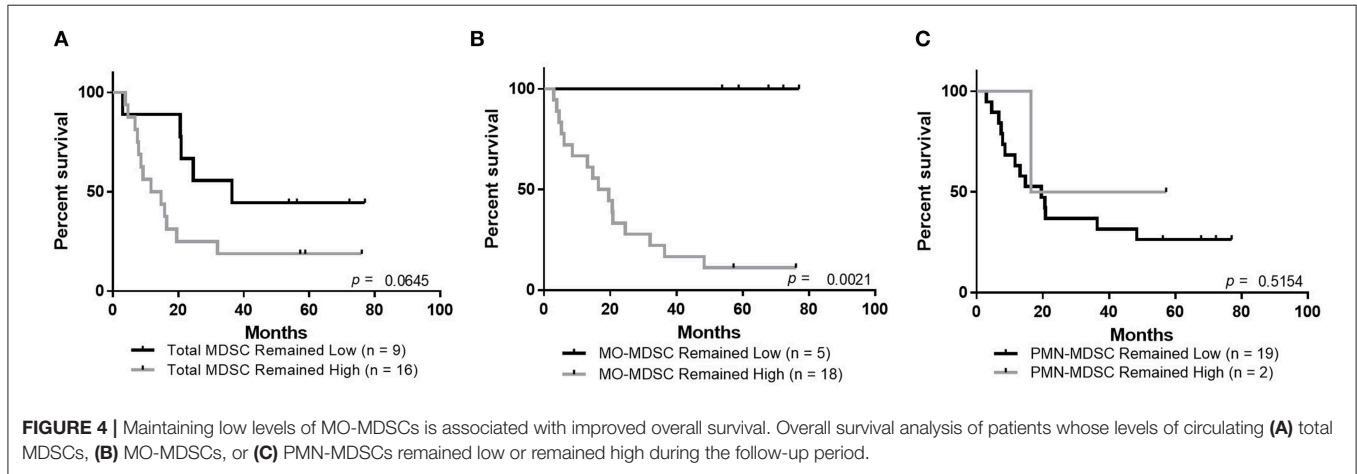 A
Percent survival
100
50
0
0 20 40 60 80 100
p = 0.0645
Months
Total MDSC Remained Low (n = 9)
Total MDSC Remained High (n = 16)
B
Percent survival
100
50
0
0 20 40 60 80 100
p = 0.0021
Months
MO-MDSC Remained Low (n = 5)
MO-MDSC Remained High (n = 18)
C
Percent survival
100
50
0
0 20 40 60 80 100
p = 0.5154
Months
PMN-MDSC Remained Low (n = 19)
PMN-MDSC Remained High (n = 2)
FIGURE 4 | Maintaining low levels of MO-MDSCs is associated with improved overall survival. Overall survival analysis of patients whose levels of circulating (A) total
MDSCs, (B) MO-MDSCs, or (C) PMN-MDSCs remained low or remained high during the follow-up period.